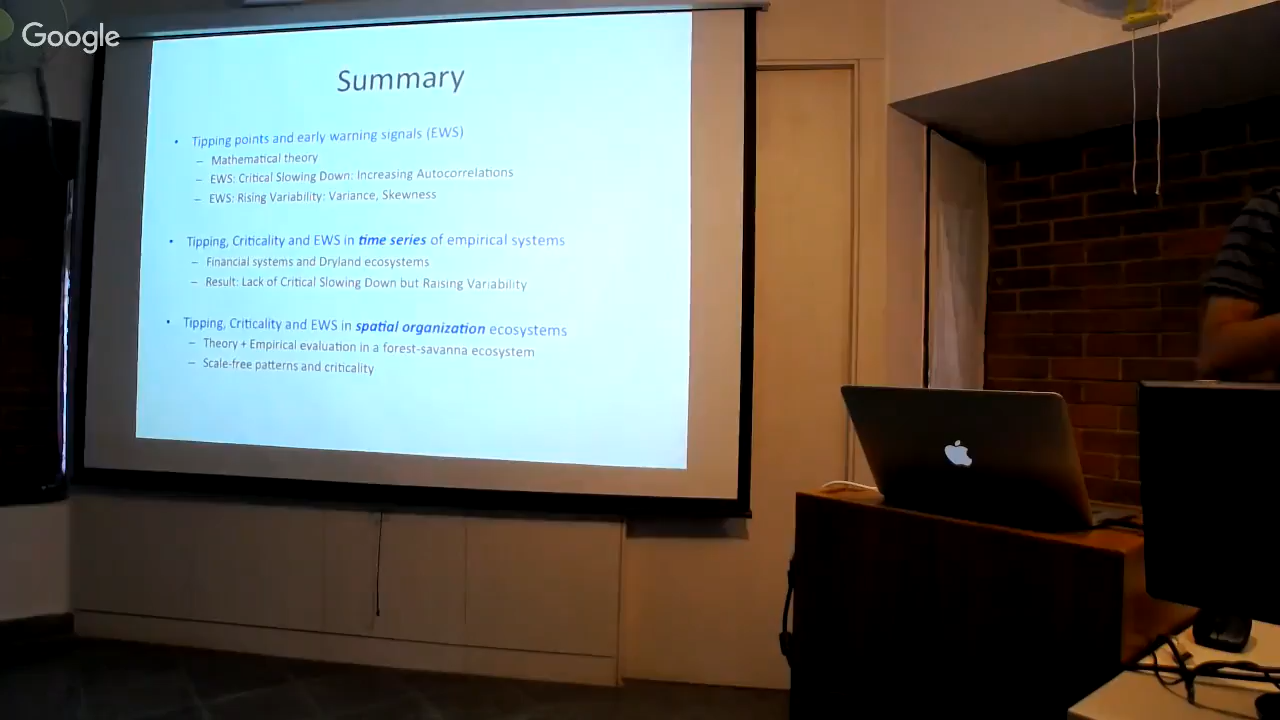 Google
Summary
• Tipping points and early warning signals (EWS)
– Mathematical theory
– EWS: Critical Slowing Down: Increasing Autocorrelations
– EWS: Rising Variability: Variance, Skewness
• Tipping, Criticality and EWS in time series of empirical systems
– Financial systems and Dryland ecosystems
– Result: Lack of Critical Slowing Down but Raising Variability
• Tipping, Criticality and EWS in spatial organization ecosystems
– Theory + Empirical evaluation in a forest-savanna ecosystem
– Scale-free patterns and criticality